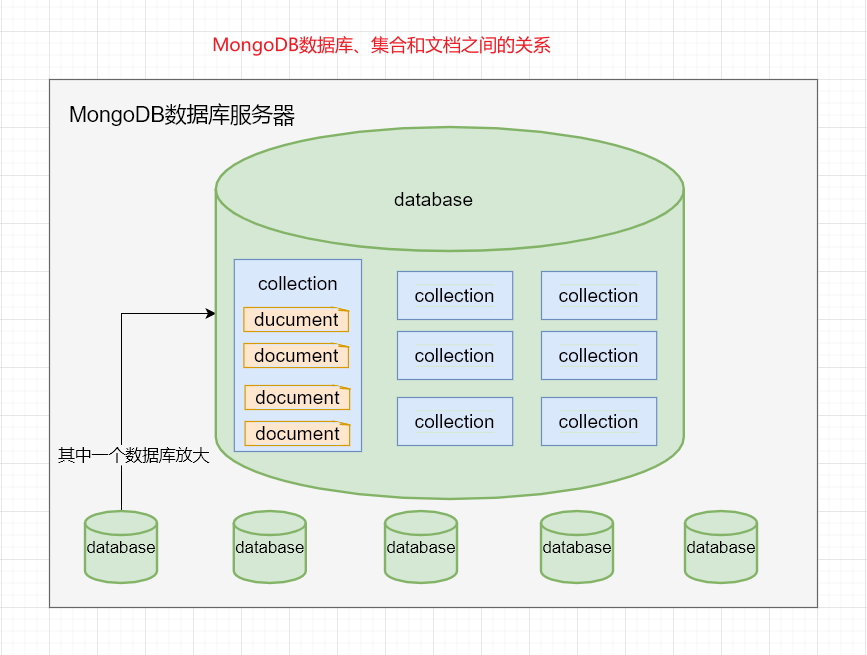 MongoDB数据库、集合和文档之间的关系
MongoDB数据库服务器
database
collection
ducument
document
document
document
collection
collection
collection
collection
collection
collection
其中一个数据库放大
database
database
database
database
database